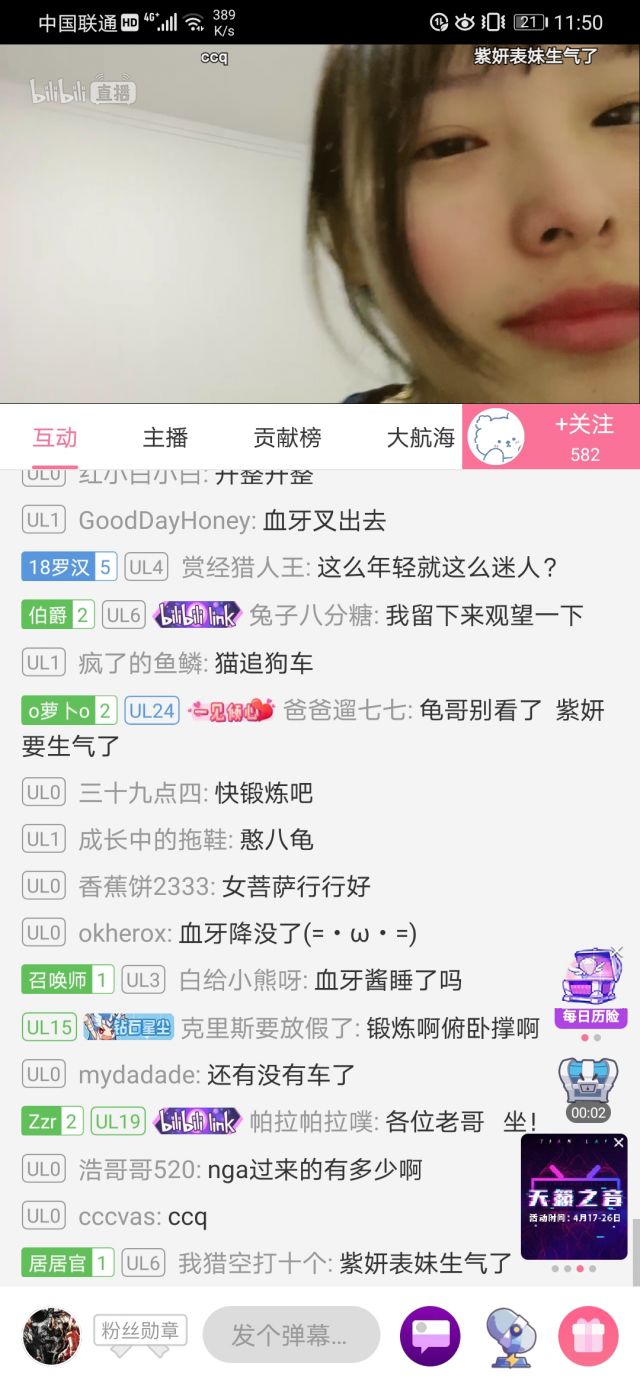 中国联通 HD 4G+ 389 K/s 21 11:50
ccq 紫妍表妹生气了
bilibili 直播
互动 主播 贡献榜 大航海 +关注
582
UL0 红小白小白: 开整开整
UL1 GoodDayHoney: 血牙叉出去
18罗汉 5 UL4 赏经猎人王: 这么年轻就这么迷人?
伯爵 2 UL6 bilibili link 兔子八分糖: 我留下来观望一下
UL1 疯了的鱼鳞: 猫追狗车
o萝卜o 2 UL24 一见倾心 爸爸遛七七: 龟哥别看了 紫妍
要生气了
UL0 三十九点四: 快锻炼吧
UL1 成长中的拖鞋: 憨八龟
UL0 香蕉饼2333: 女菩萨行行好
UL0 okherox: 血牙降没了(=・ω・=)
召唤师 1 UL3 白给小熊呀: 血牙酱睡了吗
每日历险
UL15 钻石星尘 克里斯要放假了: 锻炼啊俯卧撑啊
UL0 mydadade: 还有没有车了
00:02
Zzr 2 UL19 bilibili link 帕拉帕拉噗: 各位老哥 坐!
UL0 浩哥哥520: nga过来的有多少啊
天籁之音
活动时间:4月17-26日
UL0 cccvas: ccq
居居官 1 UL6 我猎空打十个: 紫妍表妹生气了
粉丝勋章 发个弹幕...